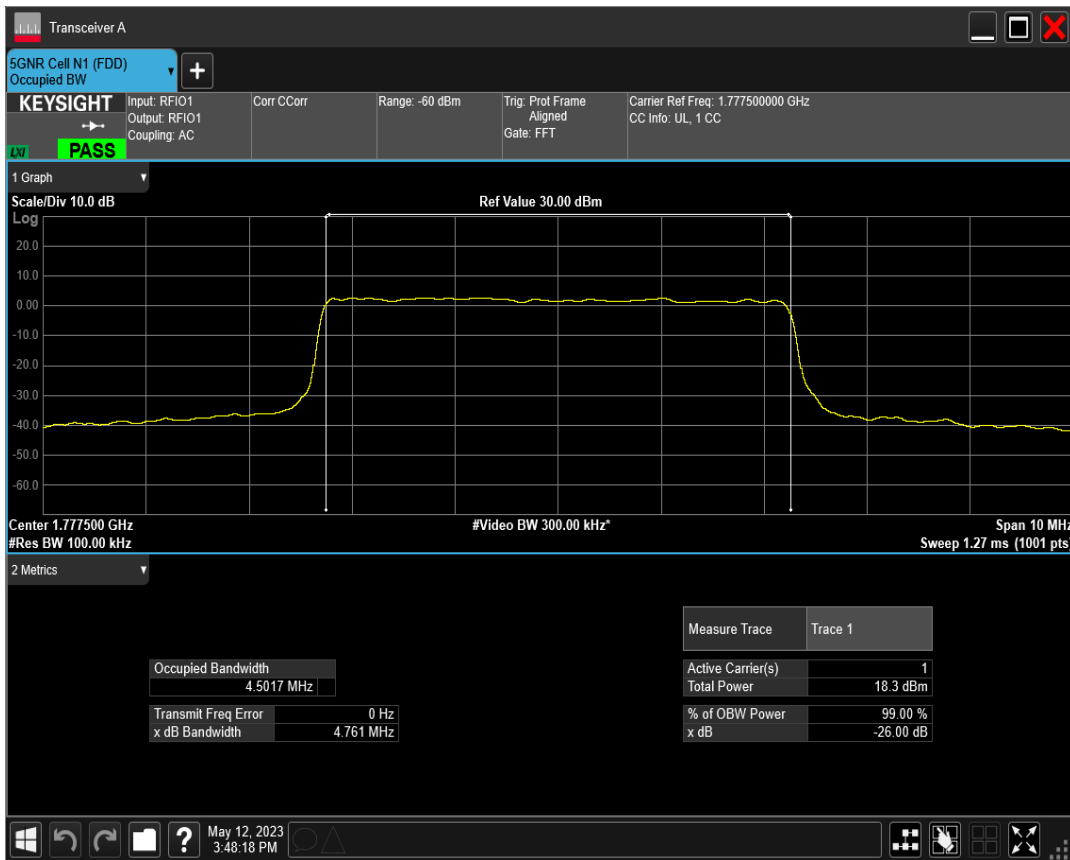 Transceiver A
5GNR Cell N1 (FDD)
Occupied BW
+
KEYSIGHT
LXI
PASS
Input: RFIO1
Output: RFIO1
Coupling: AC
Corr CCorr
Range: -60 dBm
Trig: Prot Frame
Aligned
Gate: FFT
Carrier Ref Freq: 1.777500000 GHz
CC Info: UL, 1 CC
1 Graph
Scale/Div 10.0 dB
Ref Value 30.00 dBm
Log
20.0
10.0
0.00
-10.0
-20.0
-30.0
-40.0
-50.0
-60.0
Center 1.777500 GHz
#Video BW 300.00 kHz*
Span 10 MHz
#Res BW 100.00 kHz
Sweep 1.27 ms (1001 pts)
2 Metrics
Measure Trace Trace 1
Occupied Bandwidth
4.5017 MHz
Active Carrier(s) 1
Total Power 18.3 dBm
Transmit Freq Error 0 Hz
x dB Bandwidth 4.761 MHz
% of OBW Power 99.00 %
x dB -26.00 dB
?
May 12, 2023
3:48:18 PM